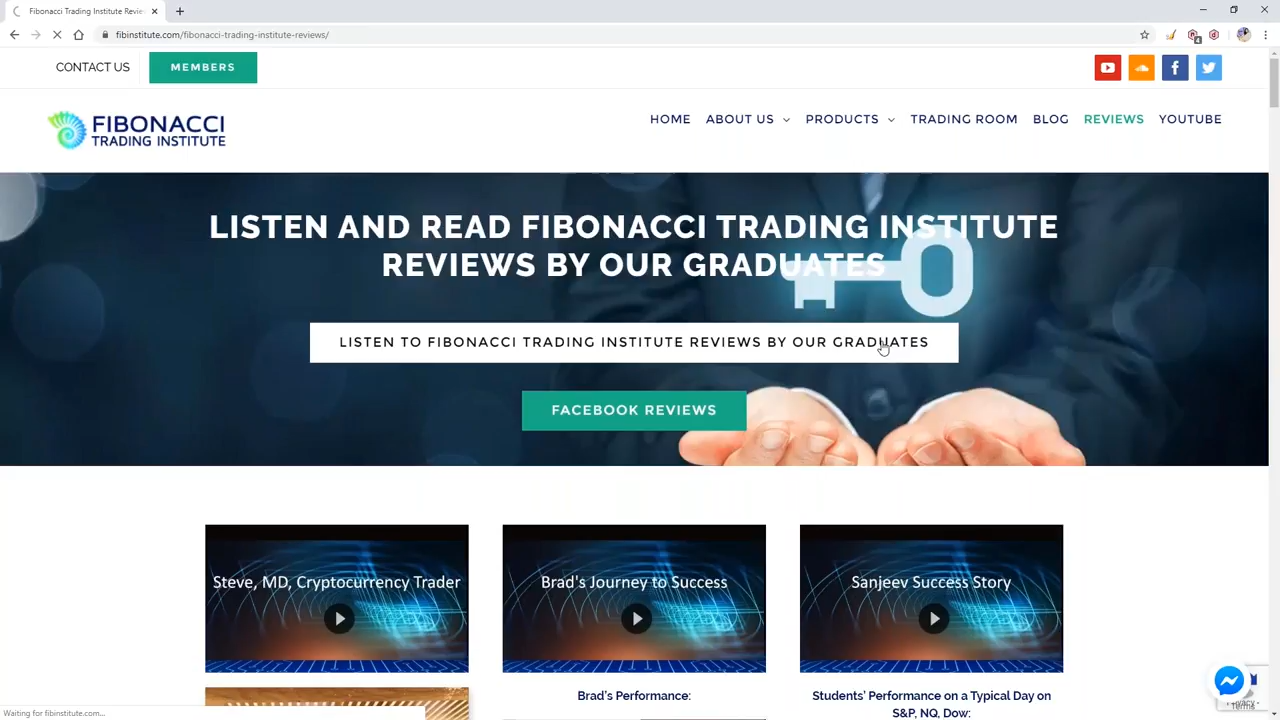 Fibonacci Trading Institute Revie
fibinstitute.com/fibonacci-trading-institute-reviews/
CONTACT US
MEMBERS
FIBONACCI
TRADING INSTITUTE
HOME
ABOUT US
PRODUCTS
TRADING ROOM
BLOG
REVIEWS
YOUTUBE
LISTEN AND READ FIBONACCI TRADING INSTITUTE
REVIEWS BY OUR GRADUATES
LISTEN TO FIBONACCI TRADING INSTITUTE REVIEWS BY OUR GRADUATES
FACEBOOK REVIEWS
Steve, MD, Cryptocurrency Trader
Brad's Journey to Success
Sanjeev Success Story
Brad's Performance:
Students' Performance on a Typical Day on
S&P, NQ, Dow:
Waiting for fibinstitute.com...
Terms